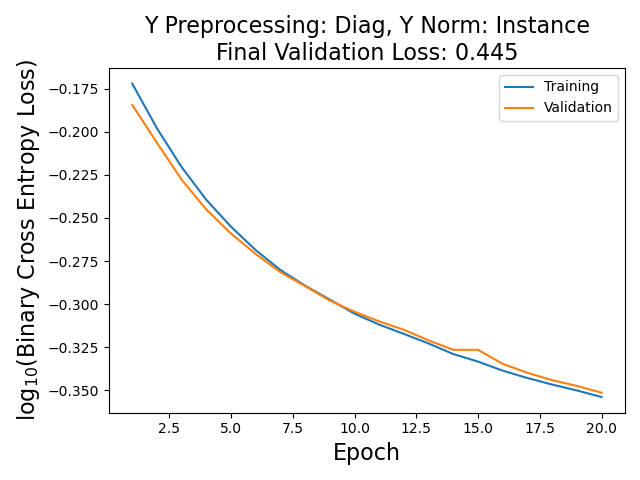 Y Preprocessing: Diag, Y Norm: Instance
Final Validation Loss: 0.445
Training
Validation
log₁₀(Binary Cross Entropy Loss)
−0.175
−0.200
−0.225
−0.250
−0.275
−0.300
−0.325
−0.350
2.5 5.0 7.5 10.0 12.5 15.0 17.5 20.0
Epoch